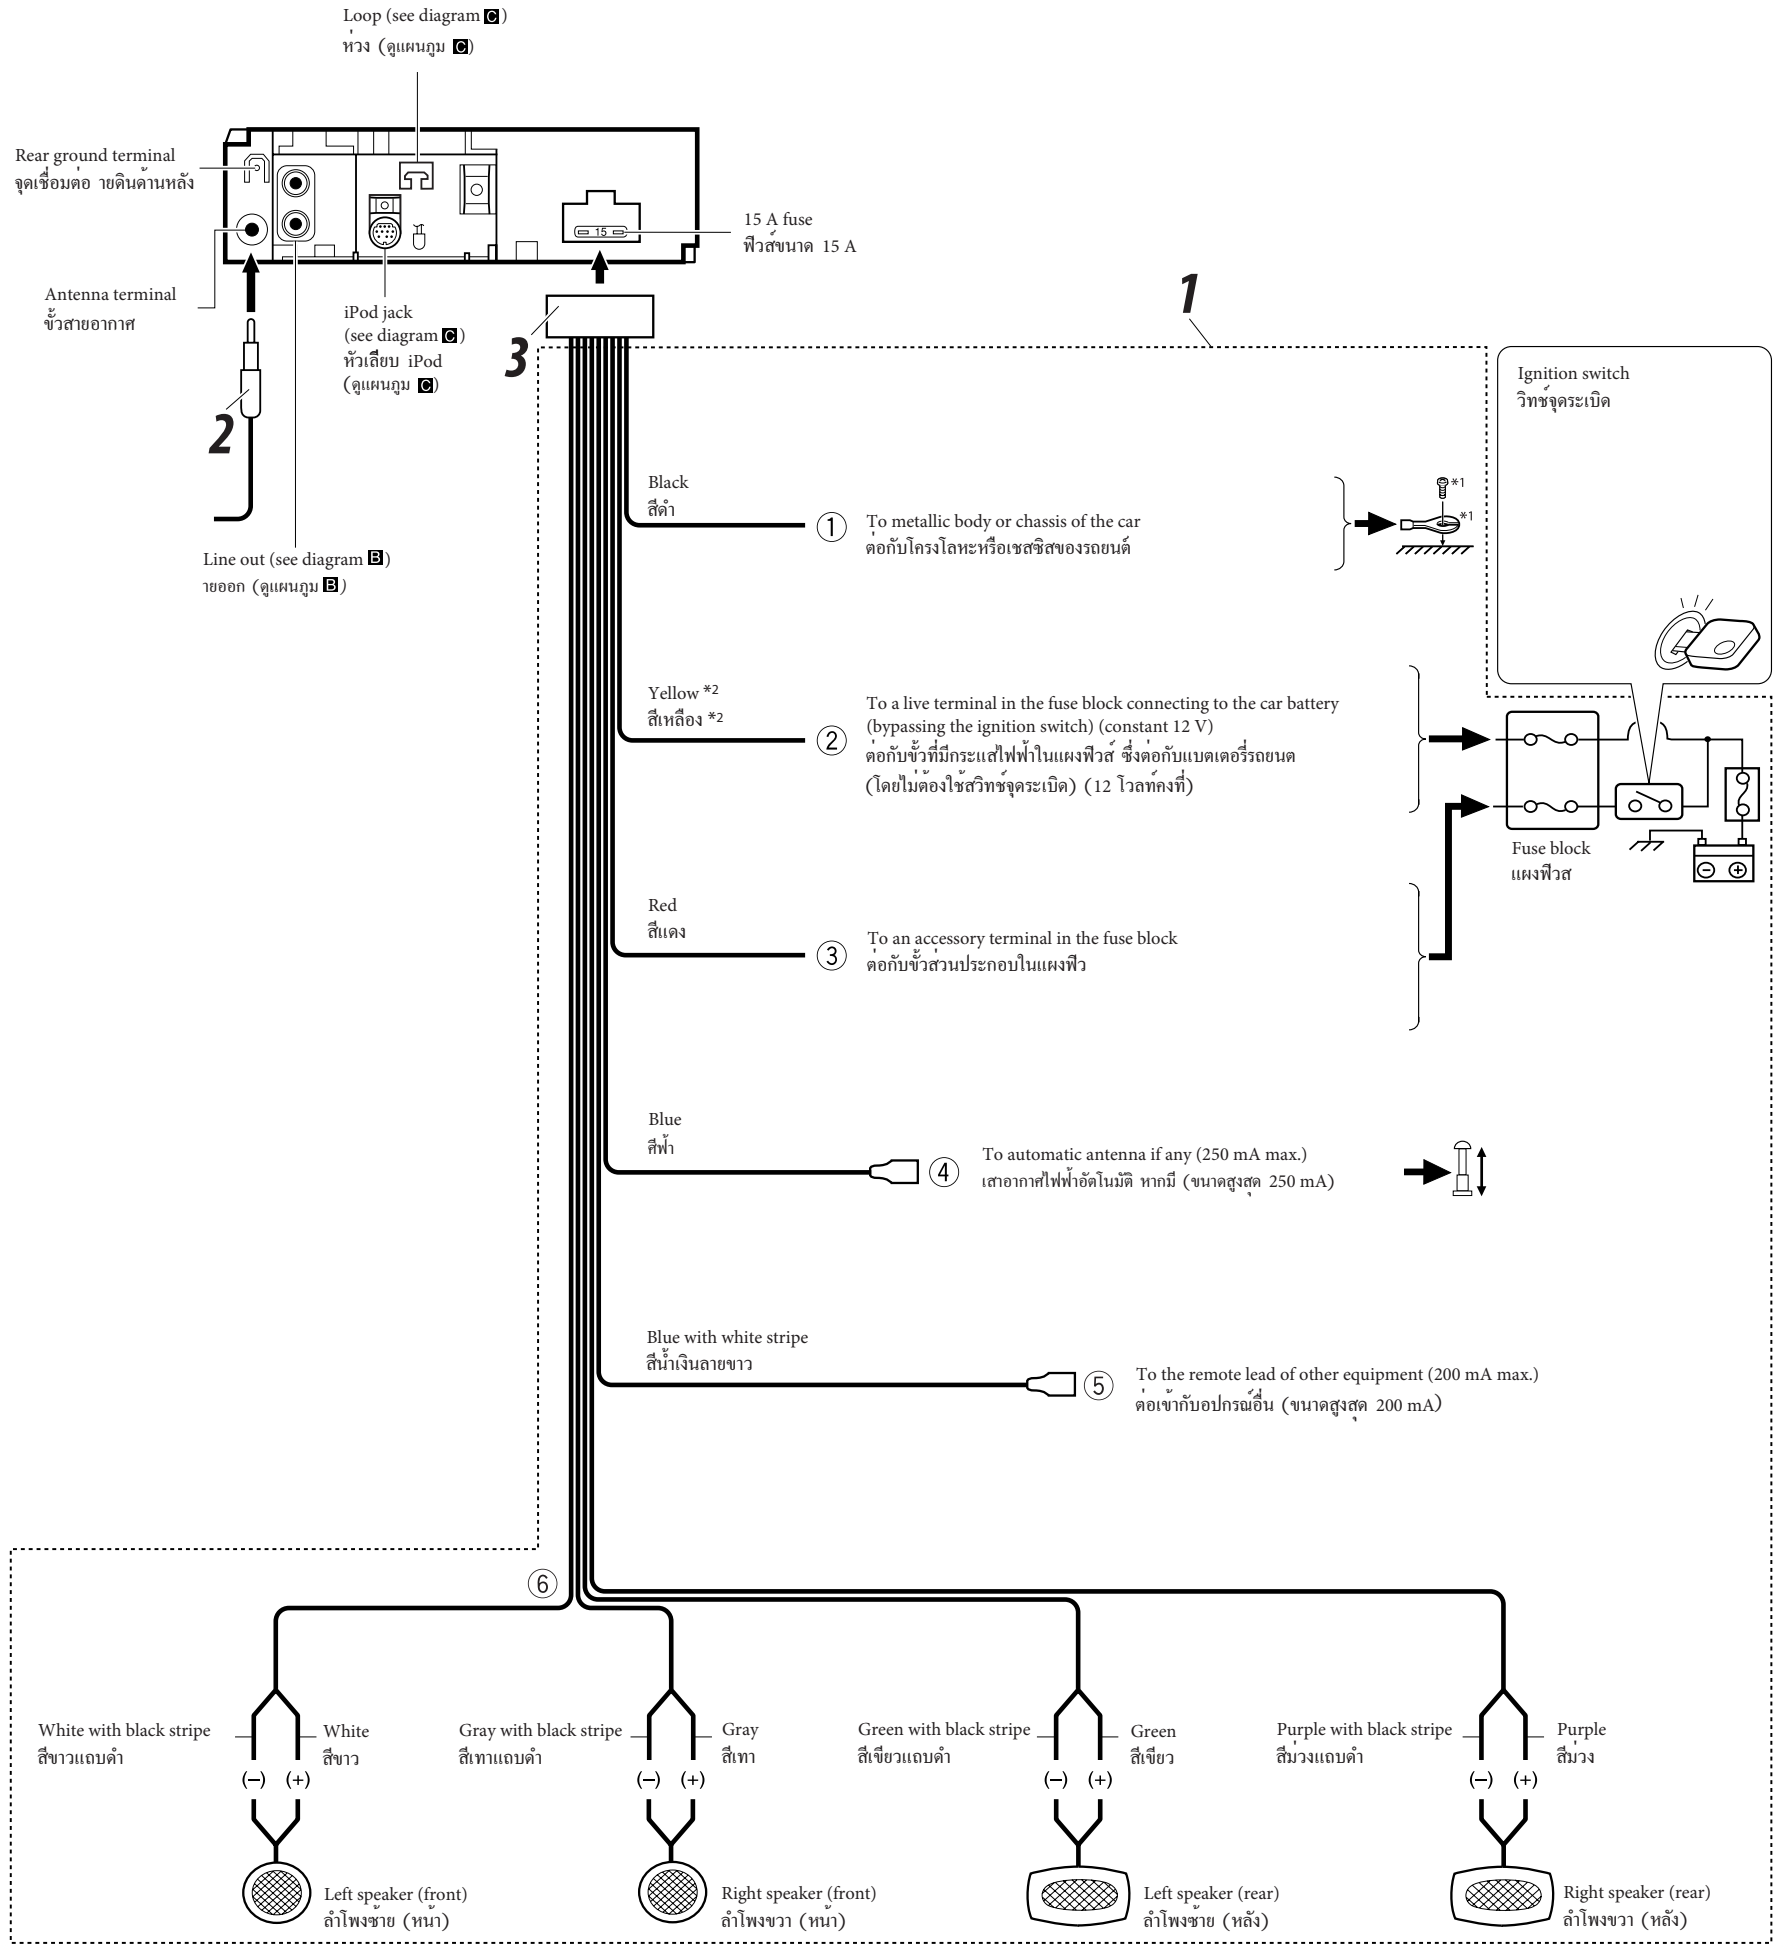 Loop (see diagram C)
ห่วง (ดูแผนภูม C)
Rear ground terminal
จุดเชื่อมต่อ ายดินด้านหลัง
15
15 A fuse
ฟิวส์ขนาด 15 A
Antenna terminal
ขั้วสายอากาศ
iPod jack
(see diagram C)
หัวเสียบ iPod
(ดูแผนภูม C)
1
3
2
Ignition switch
วิทช์จุดระเบิด
Line out (see diagram B)
ายออก (ดูแผนภูม B)
Black
สีดำ
1 To metallic body or chassis of the car
ต่อกับโครงโลหะหรือเชสซิสของรถยนต์
*1
*1
Yellow *2
สีเหลือง *2
2 To a live terminal in the fuse block connecting to the car battery
(bypassing the ignition switch) (constant 12 V)
ต่อกับขั้วที่มีกระแสไฟฟ้าในแผงฟิวส์ ซึ่งต่อกับแบตเตอรี่รถยนต
(โดยไม่ต้องใช้สวิทช์จุดระเบิด) (12 โวลท์คงที่)
Fuse block
แผงฟิวส
Red
สีแดง
3 To an accessory terminal in the fuse block
ต่อกับขั้วส่วนประกอบในแผงฟิว
Blue
ศีฟ้า
4 To automatic antenna if any (250 mA max.)
เสาอากาศไฟฟ้าอัตโนมัติ หากมี (ขนาดสูงสุด 250 mA)
Blue with white stripe
สีน้ำเงินลายขาว
5 To the remote lead of other equipment (200 mA max.)
ต่อเข้ากับอปกรณ์อื่น (ขนาดสูงสุด 200 mA)
6
White with black stripe
สีขาวแถบดำ
White
สีขาว
(−) (+)
Left speaker (front)
ลำโพงซ้าย (หน้า)
Gray with black stripe
สีเทาแถบดำ
Gray
สีเทา
(−) (+)
Right speaker (front)
ลำโพงขวา (หน้า)
Green with black stripe
สีเขียวแถบดำ
Green
สีเขียว
(−) (+)
Left speaker (rear)
ลำโพงซ้าย (หลัง)
Purple with black stripe
สีม่วงแถบดำ
Purple
สีม่วง
(−) (+)
Right speaker (rear)
ลำโพงขวา (หลัง)